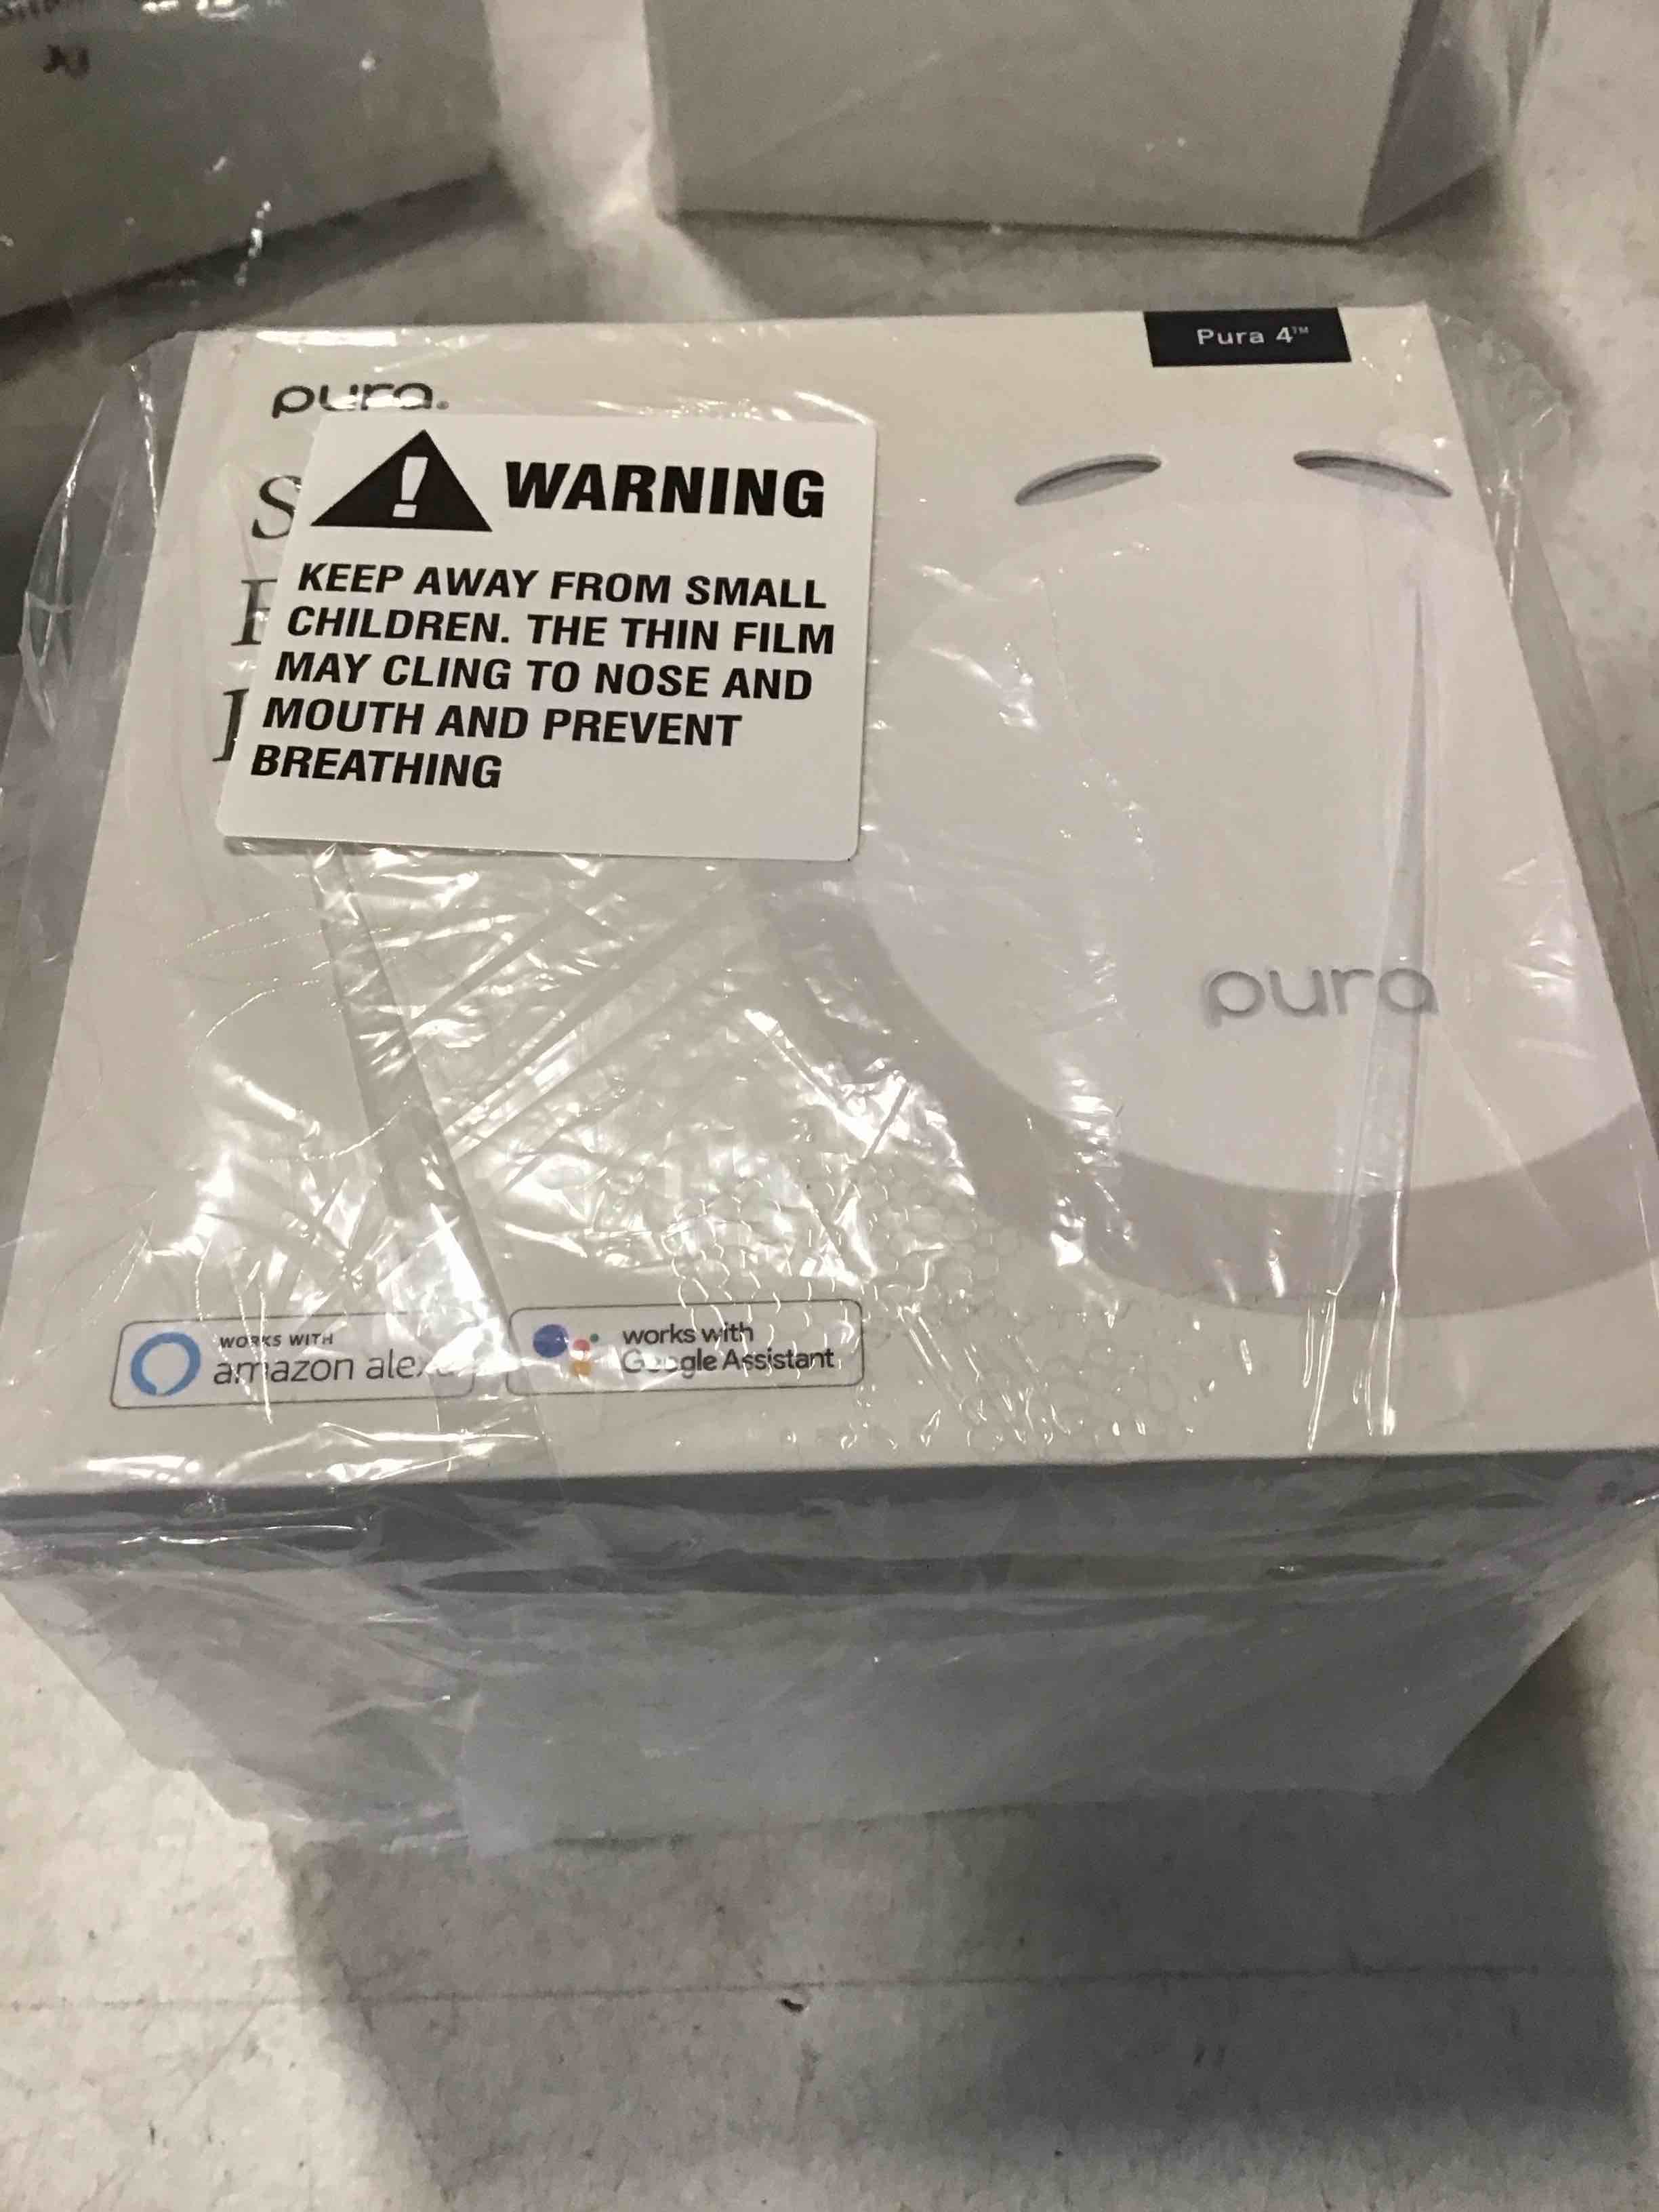 Pura 4™
pura®
S
WARNING
KEEP AWAY FROM SMALL
CHILDREN. THE THIN FILM
MAY CLING TO NOSE AND
MOUTH AND PREVENT
BREATHING
pura
WORKS WITH
amazon alexa
works with
Google Assistant